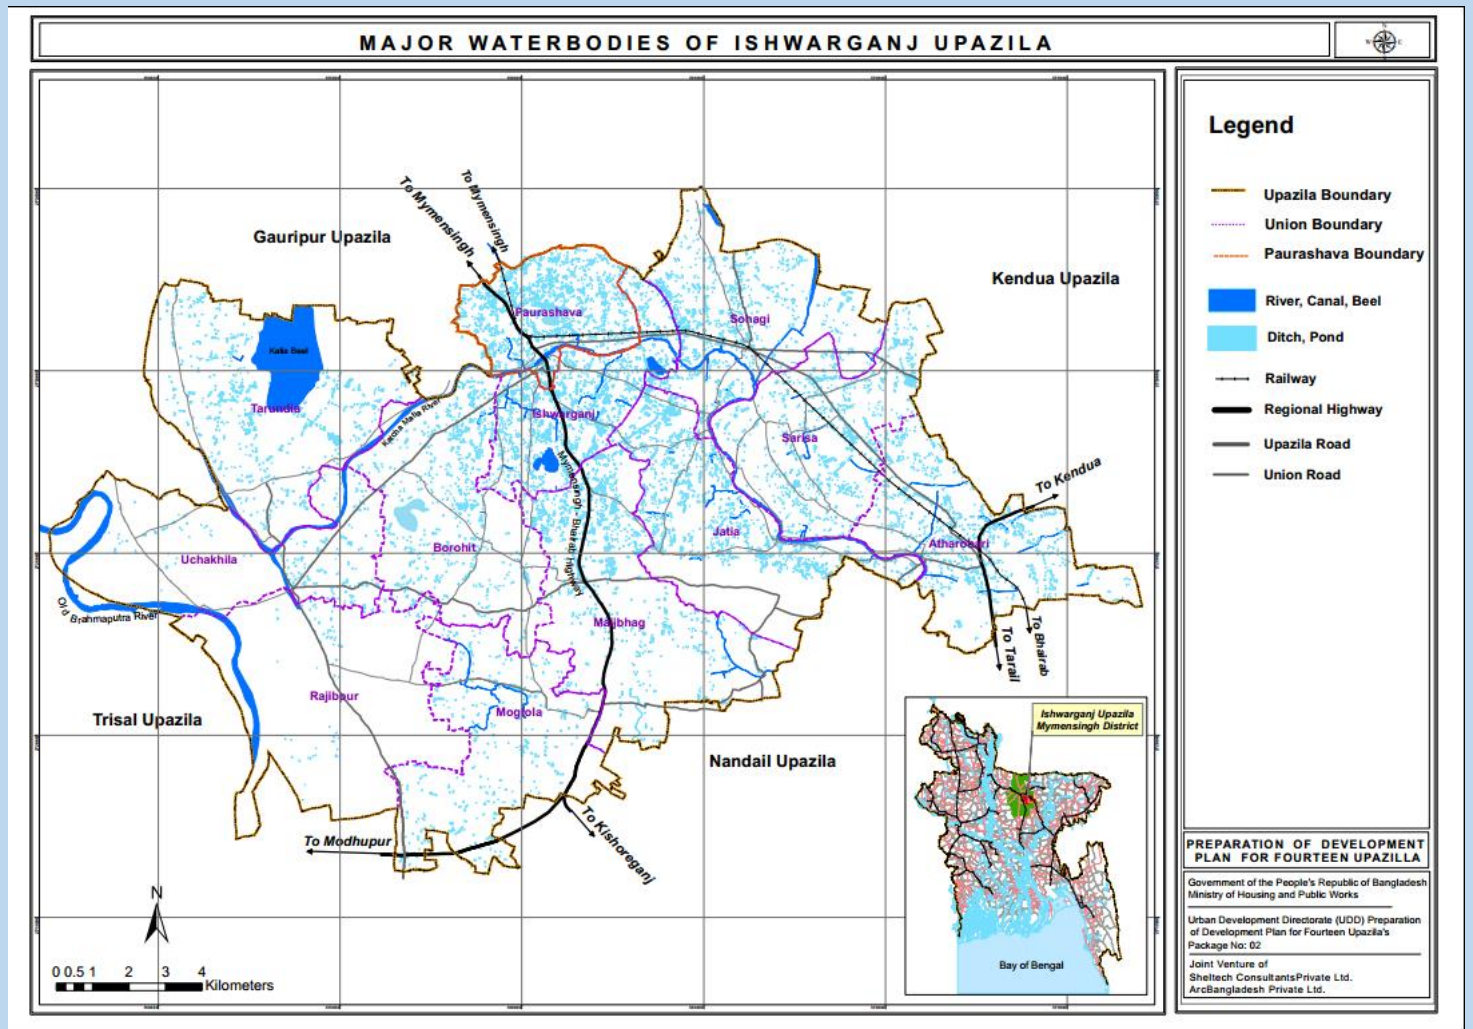 MAJOR WATERBODIES OF ISHWARGANJ UPAZILA
To Mymensingh
To Mymensingh
Gauripur Upazila
Kendua Upazila
Paurashava
Sohagi
Tarundia
Ishwarganj
Sarisa
Mymensingh - Bhairab Highway
To Kendua
Jatia
Atharobari
Borohit
Uchakhila
Old Brahmaputra River
Maijbhag
To Bhairab
To Tarail
Rajibpur
Mogtola
Trisal Upazila
Nandail Upazila
To Kishoreganj
To Modhupur
N
0 0.5 1 2 3 4
Kilometers
Ishwarganj Upazila
Mymensingh District
Bay of Bengal
Legend
Upazila Boundary
Union Boundary
Paurashava Boundary
River, Canal, Beel
Ditch, Pond
Railway
Regional Highway
Upazila Road
Union Road
PREPARATION OF DEVELOPMENT
PLAN FOR FOURTEEN UPAZILLA
Government of the People's Republic of Bangladesh
Ministry of Housing and Public Works
Urban Development Directorate (UDD) Preparation
of Development Plan for Fourteen Upazila's
Package No: 02
Joint Venture of
Sheltech ConsultantsPrivate Ltd.
ArcBangladesh Private Ltd.